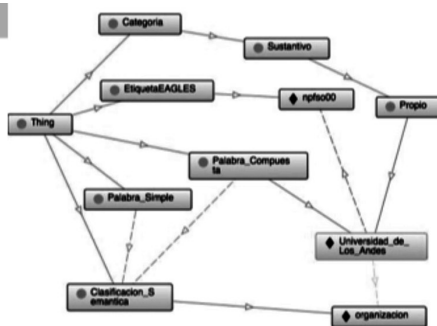 Categoria
Sustantivo
EtiquetaEAGLES
npfso00
Propio
Thing
Palabra_Compues
ta
Palabra_Simple
Universidad_de_
Los_Andes
Clasificacion_S
emantica
organizacion